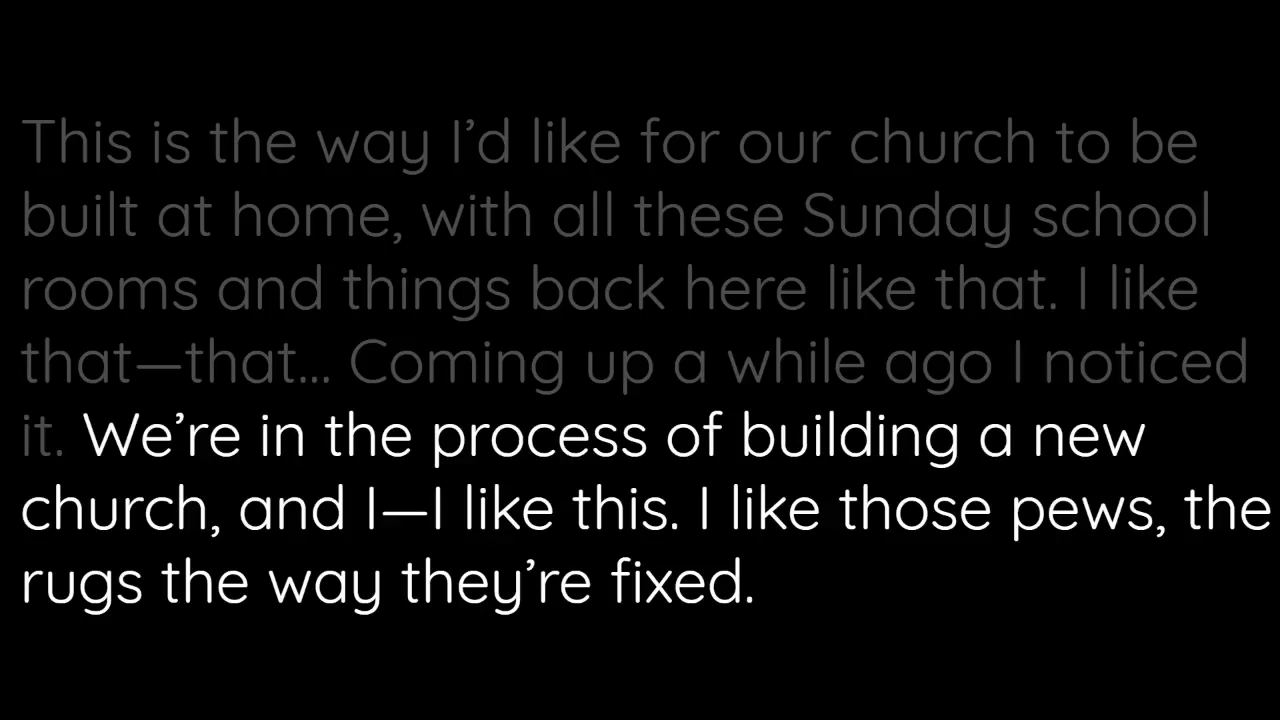 This is the way I’d like for our church to be
built at home, with all these Sunday school
rooms and things back here like that. I like
that—that... Coming up a while ago I noticed
it. We’re in the process of building a new
church, and I—I like this. I like those pews, the
rugs the way they’re fixed.